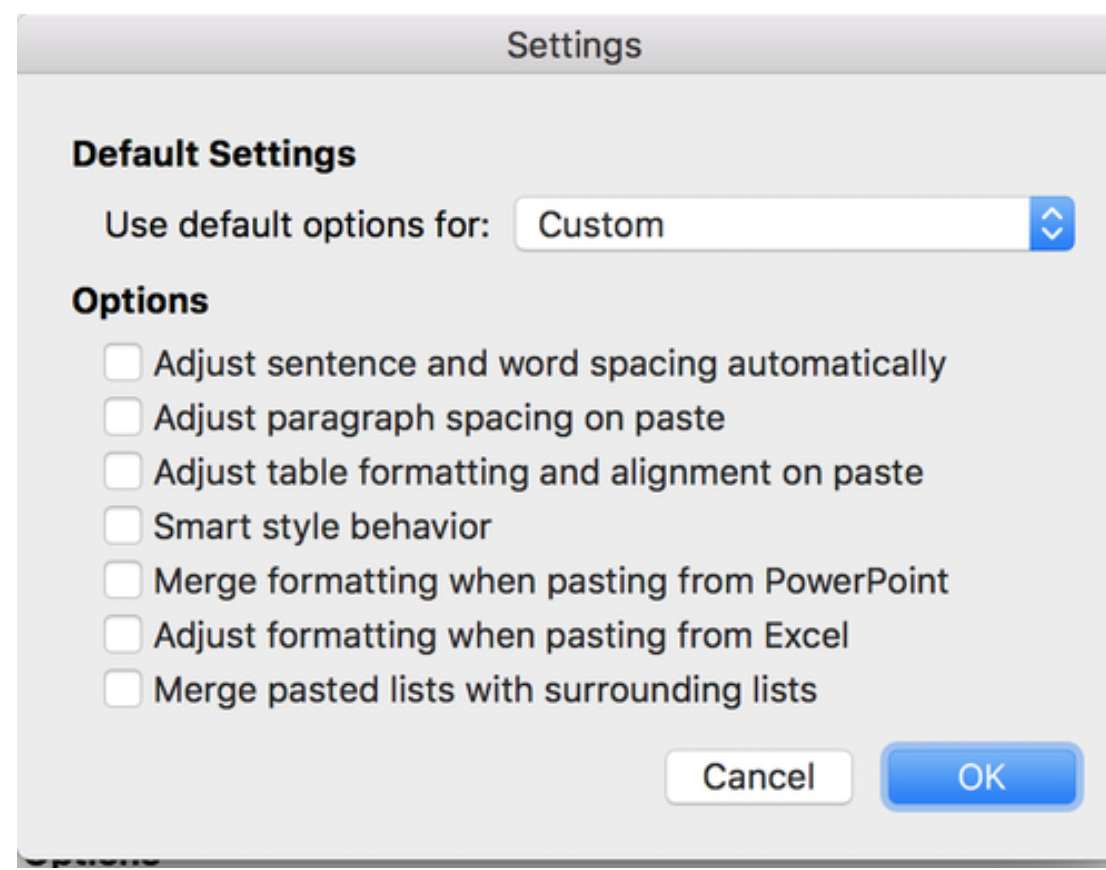 Settings
Default Settings
Use default options for: Custom
Options
Adjust sentence and word spacing automatically
Adjust paragraph spacing on paste
Adjust table formatting and alignment on paste
Smart style behavior
Merge formatting when pasting from PowerPoint
Adjust formatting when pasting from Excel
Merge pasted lists with surrounding lists
Cancel OK